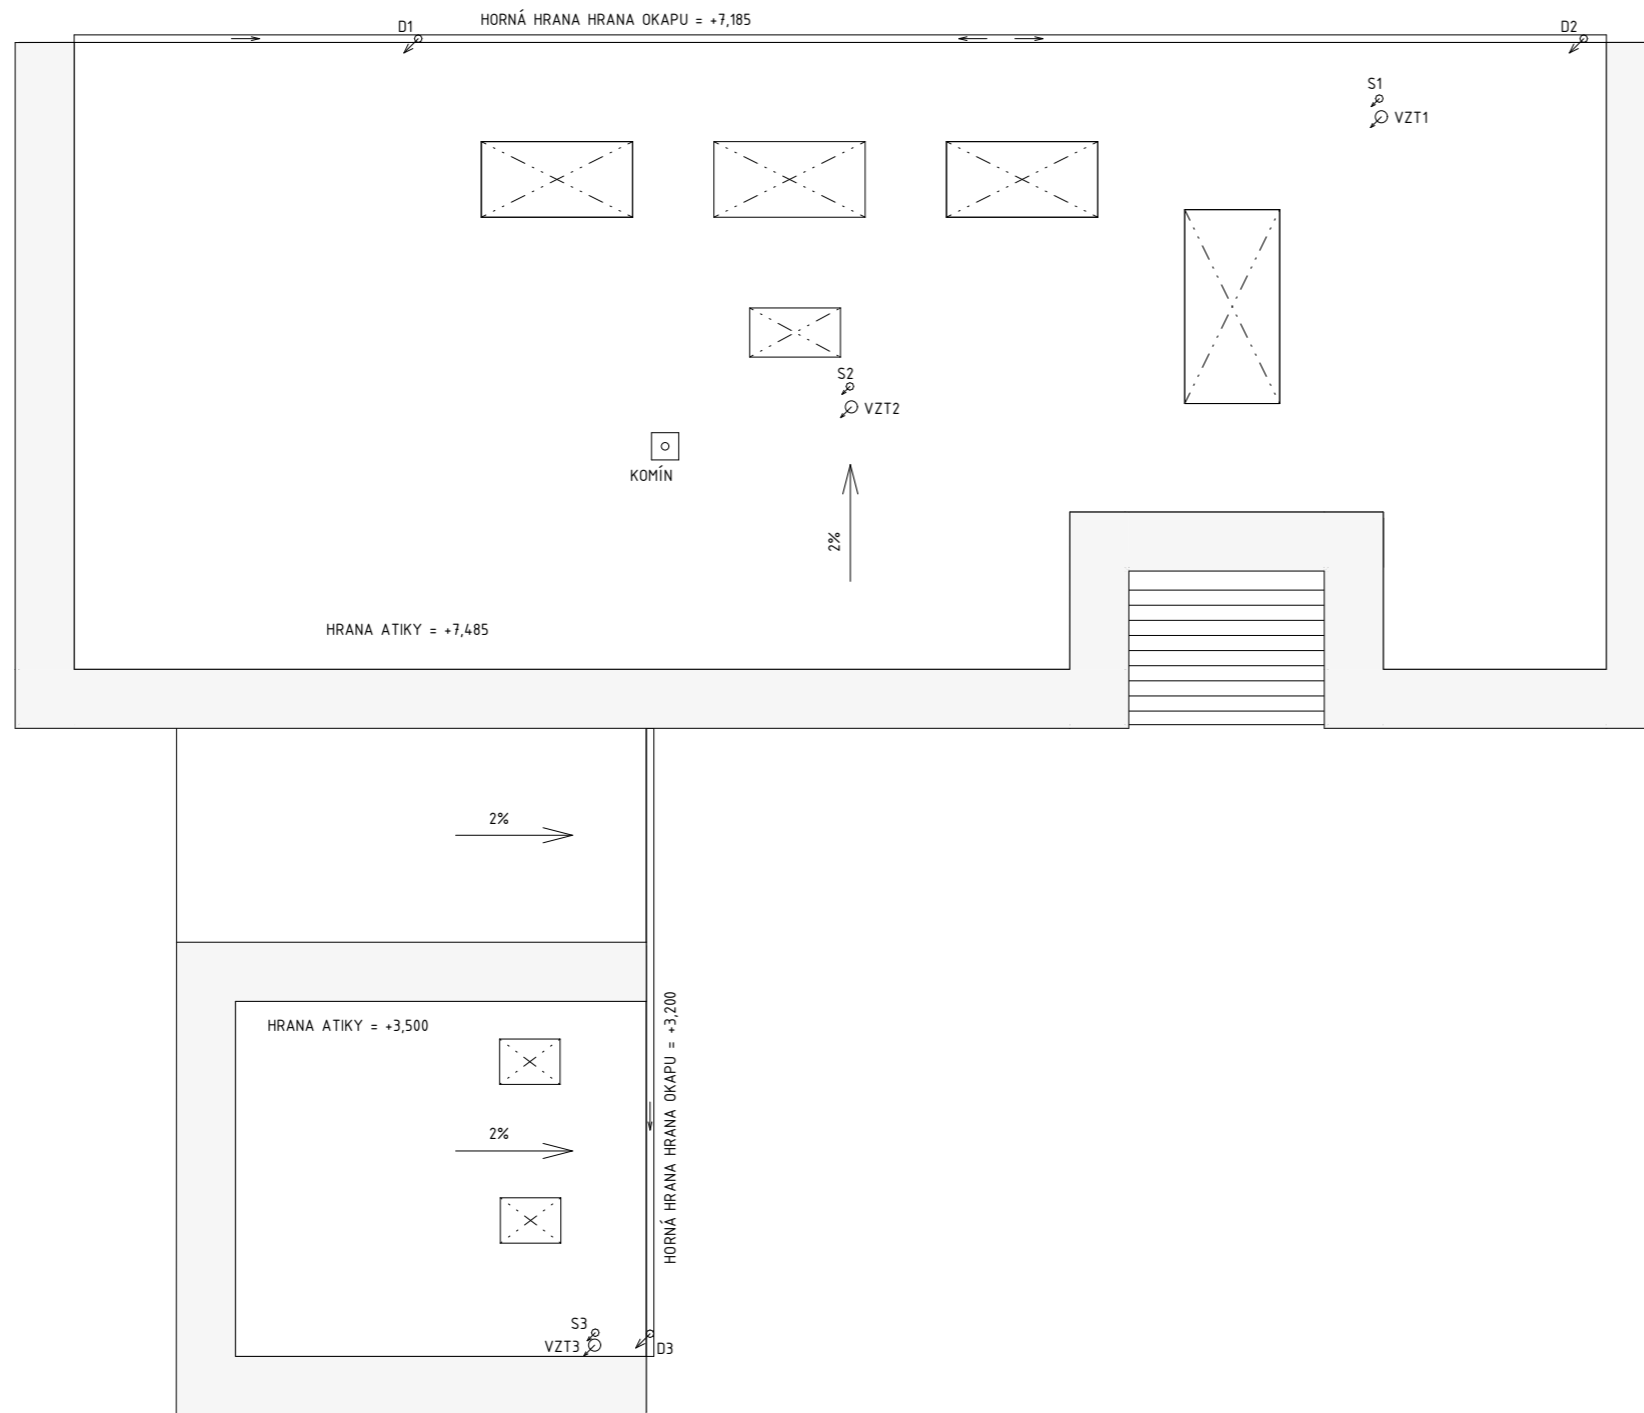 HORNÁ HRANA HRANA OKAPU = +7,185
D1
D2
S1
VZT1
S2
VZT2
KOMÍN
2%
HRANA ATIKY = +7,485
2%
HRANA ATIKY = +3,500
HORNÁ HRANA HRANA OKAPU = +3,200
2%
S3
VZT3
D3